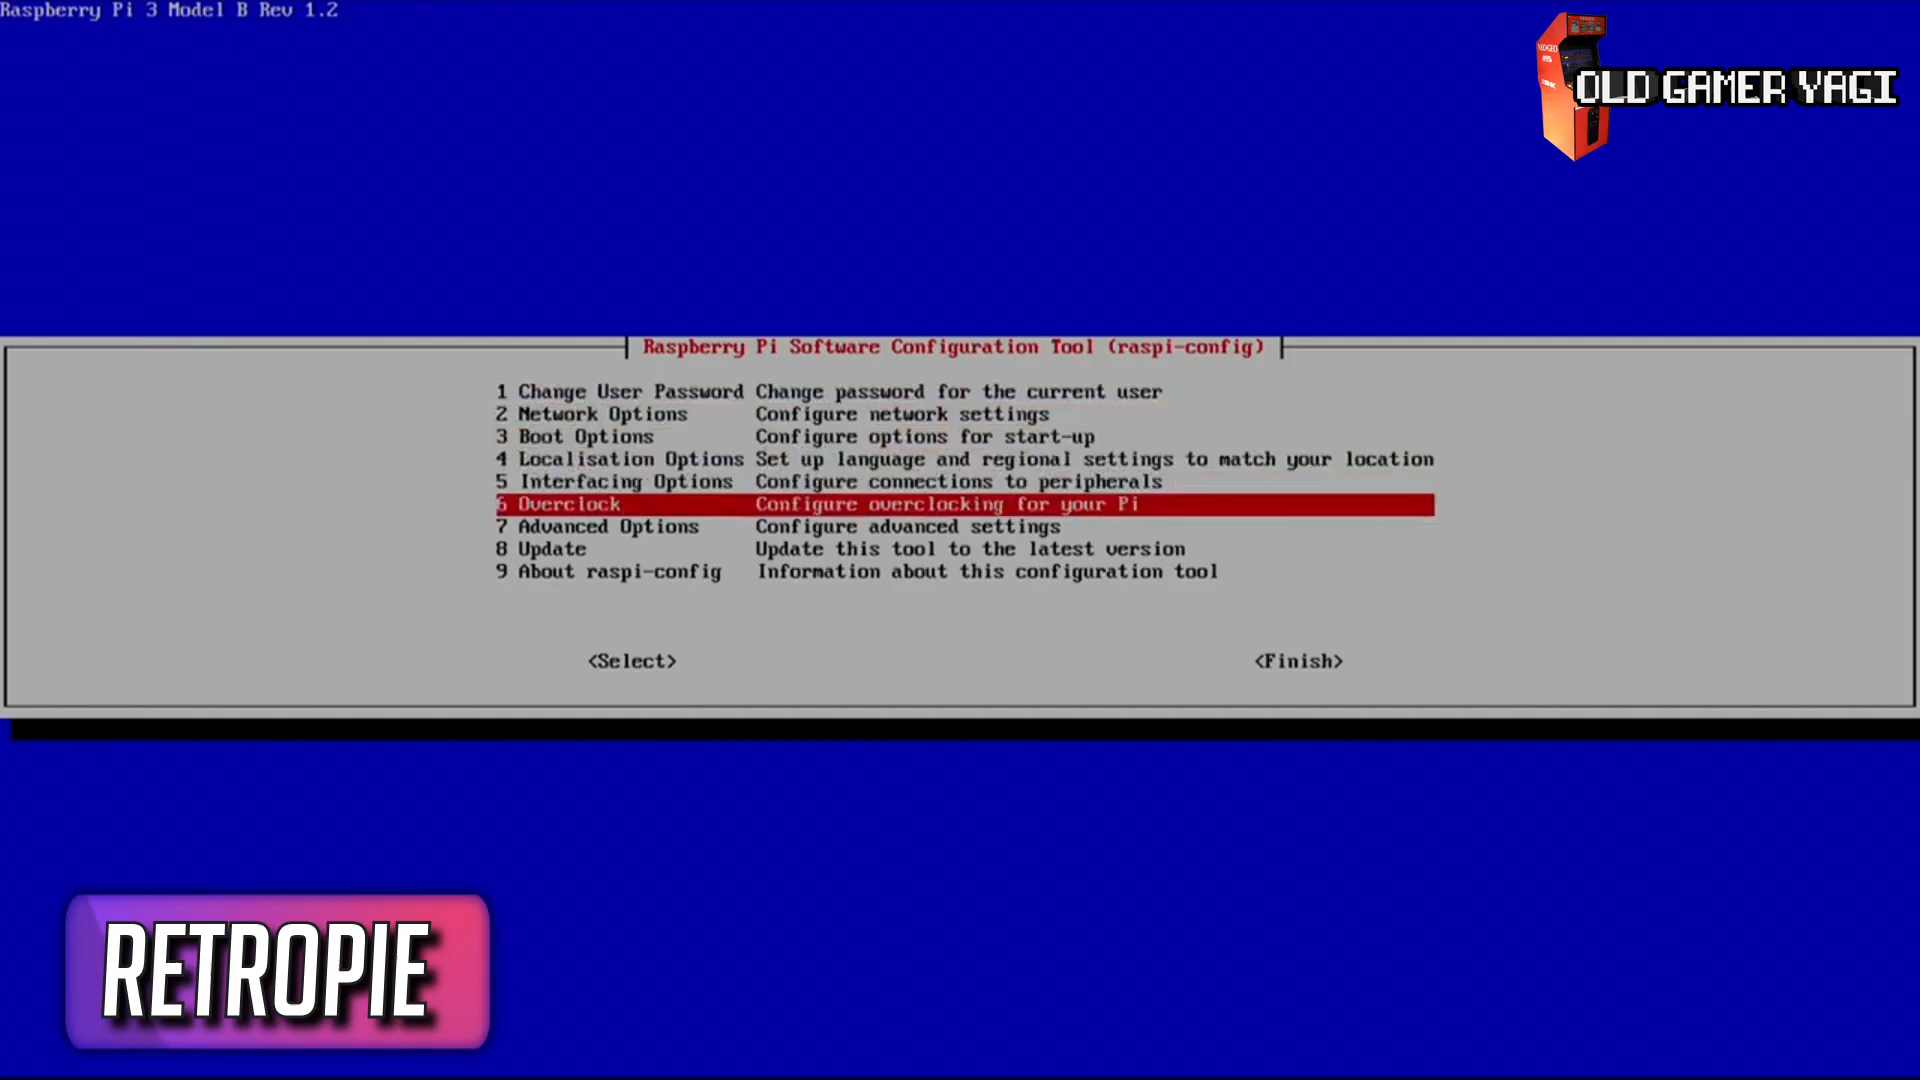 Raspberry Pi 3 Model B Rev 1.2
OLD GAMER YAGI
Raspberry Pi Software Configuration Tool (raspi-config)
1 Change User Password Change password for the current user
2 Network Options Configure network settings
3 Boot Options Configure options for start-up
4 Localisation Options Set up language and regional settings to match your location
5 Interfacing Options Configure connections to peripherals
6 Overclock Configure overclocking for your Pi
7 Advanced Options Configure advanced settings
8 Update Update this tool to the latest version
9 About raspi-config Information about this configuration tool
<Select> <Finish>
RETROPIE